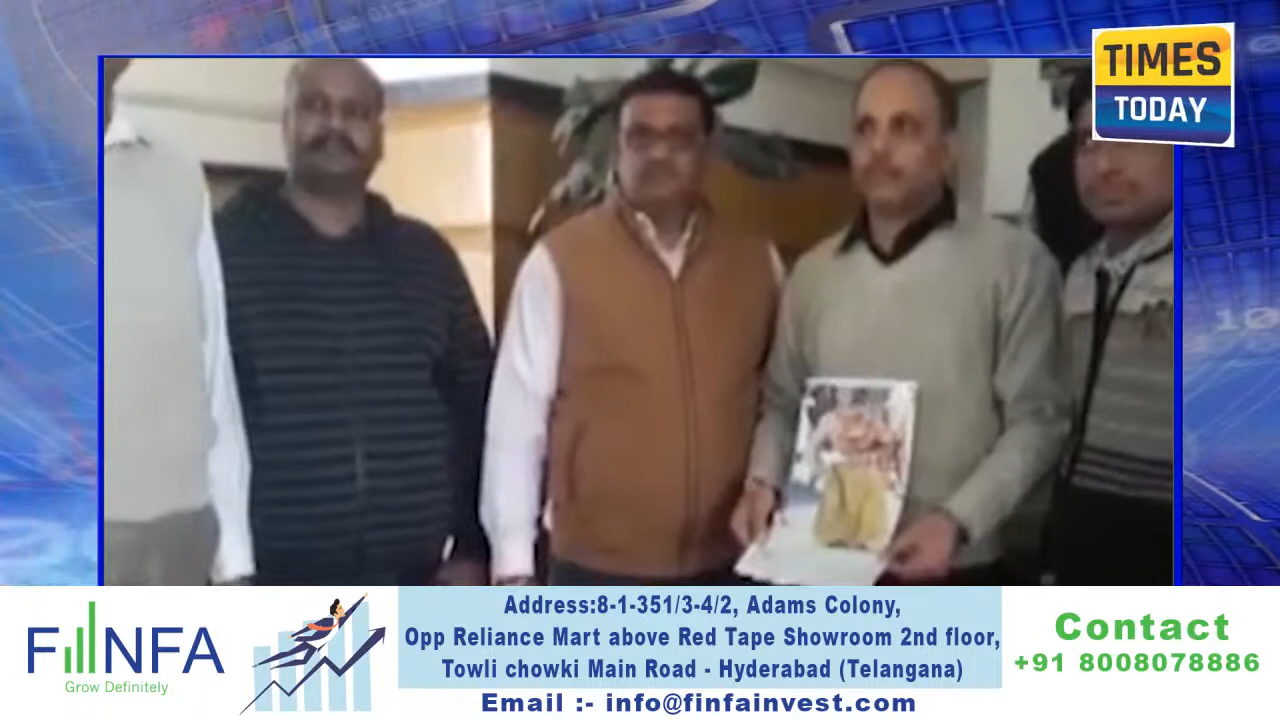 TIMES
TODAY
FINFA
Grow Definitely
Address:8-1-351/3-4/2, Adams Colony,
Opp Reliance Mart above Red Tape Showroom 2nd floor,
Towli chowki Main Road - Hyderabad (Telangana)
Email :- info@finfainvest.com
Contact
+91 8008078886